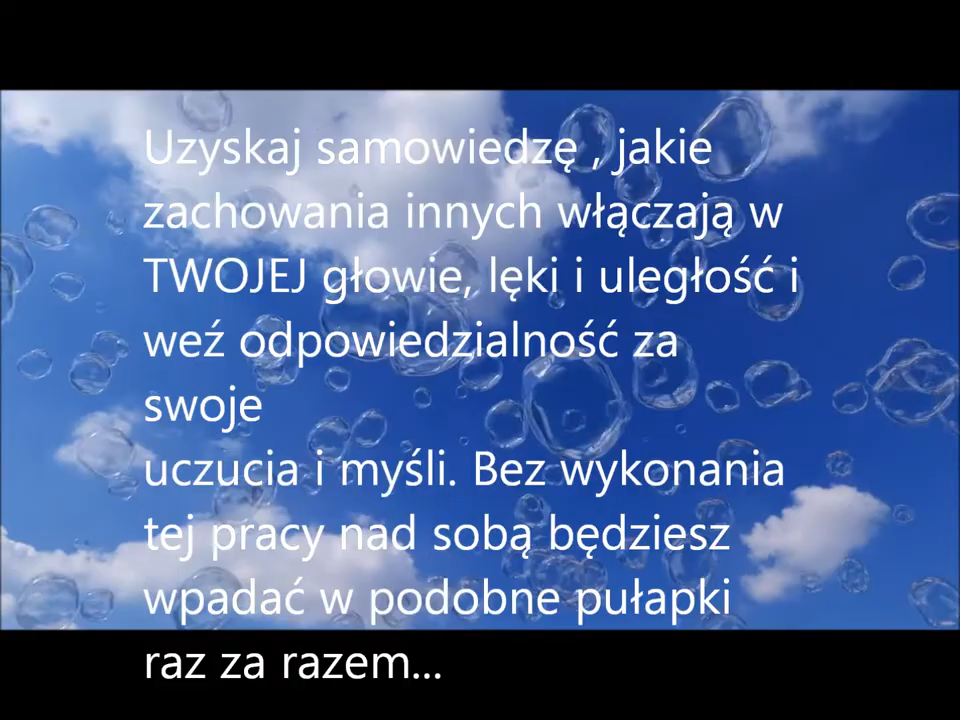 Uzyskaj samowiedzę , jakie
zachowania innych włączają w
TWOJEJ głowie, lęki i uległość i
weź odpowiedzialność za
swoje
uczucia i myśli. Bez wykonania
tej pracy nad sobą będziesz
wpadać w podobne pułapki
raz za razem...